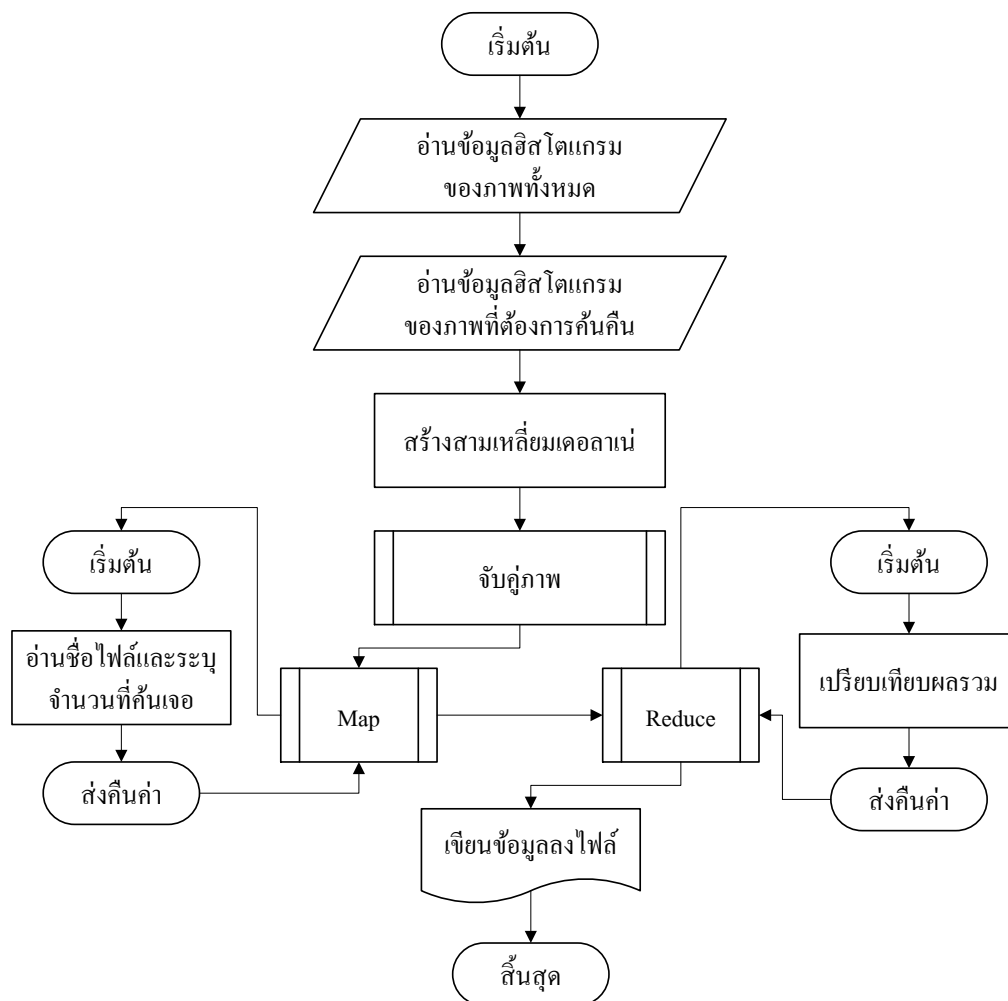 เริ่มต้น
อ่านข้อมูลฮิสโตแกรม
ของภาพทั้งหมด
อ่านข้อมูลฮิสโตแกรม
ของภาพที่ต้องการค้นคืน
สร้างสามเหลี่ยมเดอลาเน่
จับคู่ภาพ
เริ่มต้น
อ่านชื่อไฟล์และระบุ
จำนวนที่ค้นเจอ
ส่งคืนค่า
Map
Reduce
เริ่มต้น
เปรียบเทียบผลรวม
ส่งคืนค่า
เขียนข้อมูลลงไฟล์
สิ้นสุด